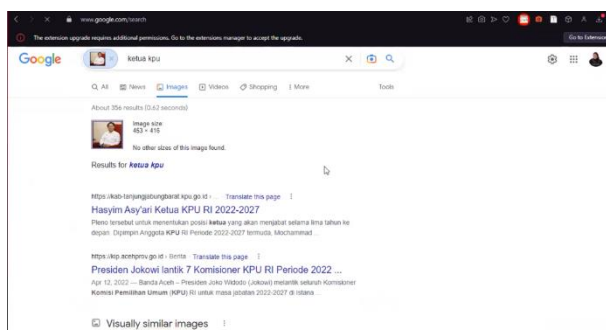 www.google.com/search
The extension upgrade requires additional permissions. Go to the extensions manager to accept the upgrade.
Go to Extension
Google
ketua kpu
All News Images Videos Shopping More Tools
About 356 results (0.62 seconds)
Image size:
453 × 415
No other sizes of this image found.
Results for ketua kpu
https://kab-tanjungjabungbarat.kpu.go.id › ... Translate this page
Hasyim Asy'ari Ketua KPU RI 2022-2027
Pleno tersebut untuk menentukan posisi ketua yang akan menjabat selama lima tahun ke
depan. Dipimpin Anggota KPU RI Periode 2022-2027 termuda, Mochammad ...
https://kip.acehprov.go.id › Berita Translate this page
Presiden Jokowi lantik 7 Komisioner KPU RI Periode 2022 ...
Apr 12, 2022 — Banda Aceh – Presiden Joko Widodo (Jokowi) melantik seluruh Komisioner
Komisi Pemilihan Umum (KPU) RI untuk masa jabatan 2022-2027 di Istana ...
Visually similar images